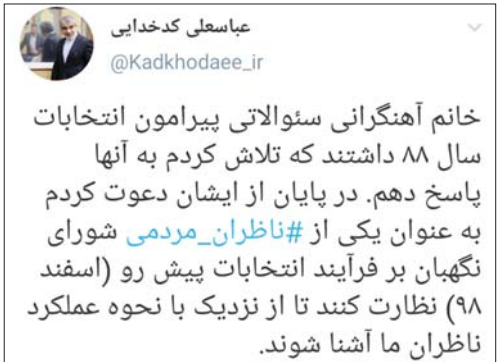 عباسعلی کدخدایی
@Kadkhodaee_ir
خانم آهنگرانی سئوالاتی پیرامون انتخابات
سال ۸۸ داشتند که تلاش کردم به آنها
پاسخ دهم. در پایان از ایشان دعوت کردم
به عنوان یکی از #ناظران_مردمی شورای
نگهبان بر فرآیند انتخابات پیش رو (اسفند
۹۸) نظارت کنند تا از نزدیک با نحوه عملکرد
ناظران ما آشنا شوند.